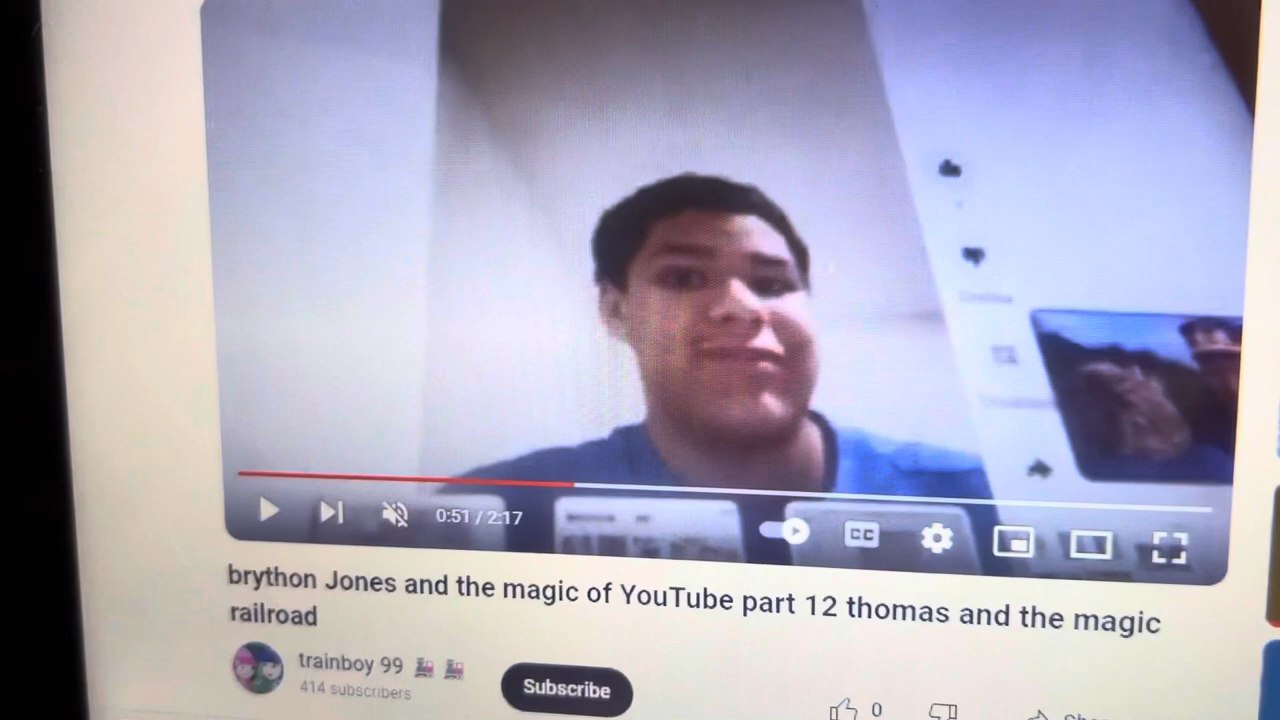 0:51 / 2:17
CC
brython Jones and the magic of YouTube part 12 thomas and the magic
railroad
trainboy 99 🚂 🚂
414 subscribers
Subscribe
0